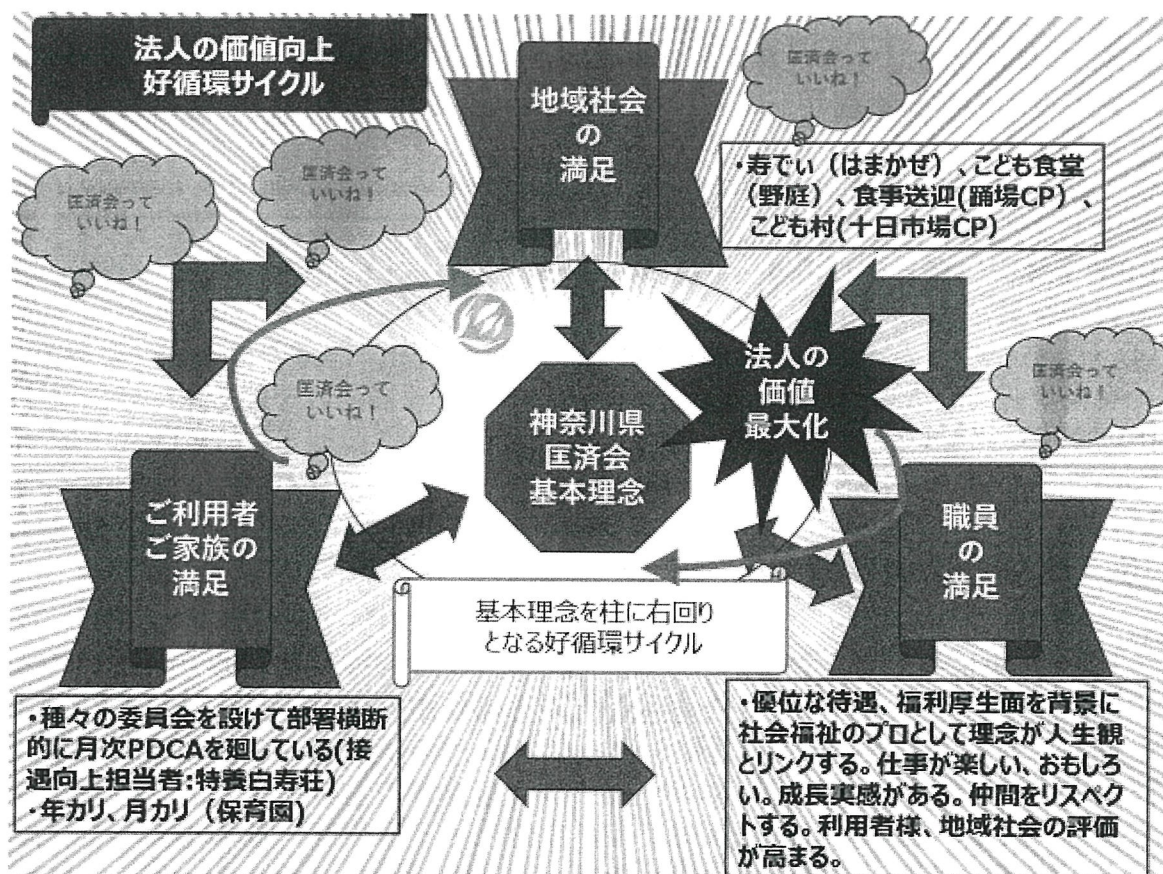 法人の価値向上
好循環サイクル
地域社会
の
満足
匡済会って
いいね！
匡済会って
いいね！
匡済会って
いいね！
・寿でぃ（はまかぜ）、こども食堂
（野庭）、食事送迎(踊場CP）、
こども村(十日市場CP）
法人の
価値
最大化
匡済会って
いいね！
匡済会って
いいね！
神奈川県
匡済会
基本理念
ご利用者
ご家族の
満足
職員
の
満足
基本理念を柱に右回り
となる好循環サイクル
・種々の委員会を設けて部署横断
的に月次PDCAを廻している(接
遇向上担当者:特養白寿荘)
・年カリ、月カリ（保育園)
・優位な待遇、福利厚生面を背景に
社会福祉のプロとして理念が人生観
とリンクする。仕事が楽しい、おもしろ
い。成長実感がある。仲間をリスペク
トする。利用者様、地域社会の評価
が高まる。